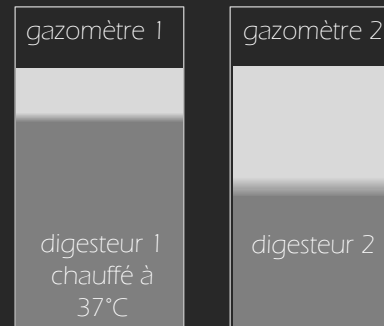 gazomètre 1
gazomètre 2
digesteur 1
chauffé à
37°C
digesteur 2